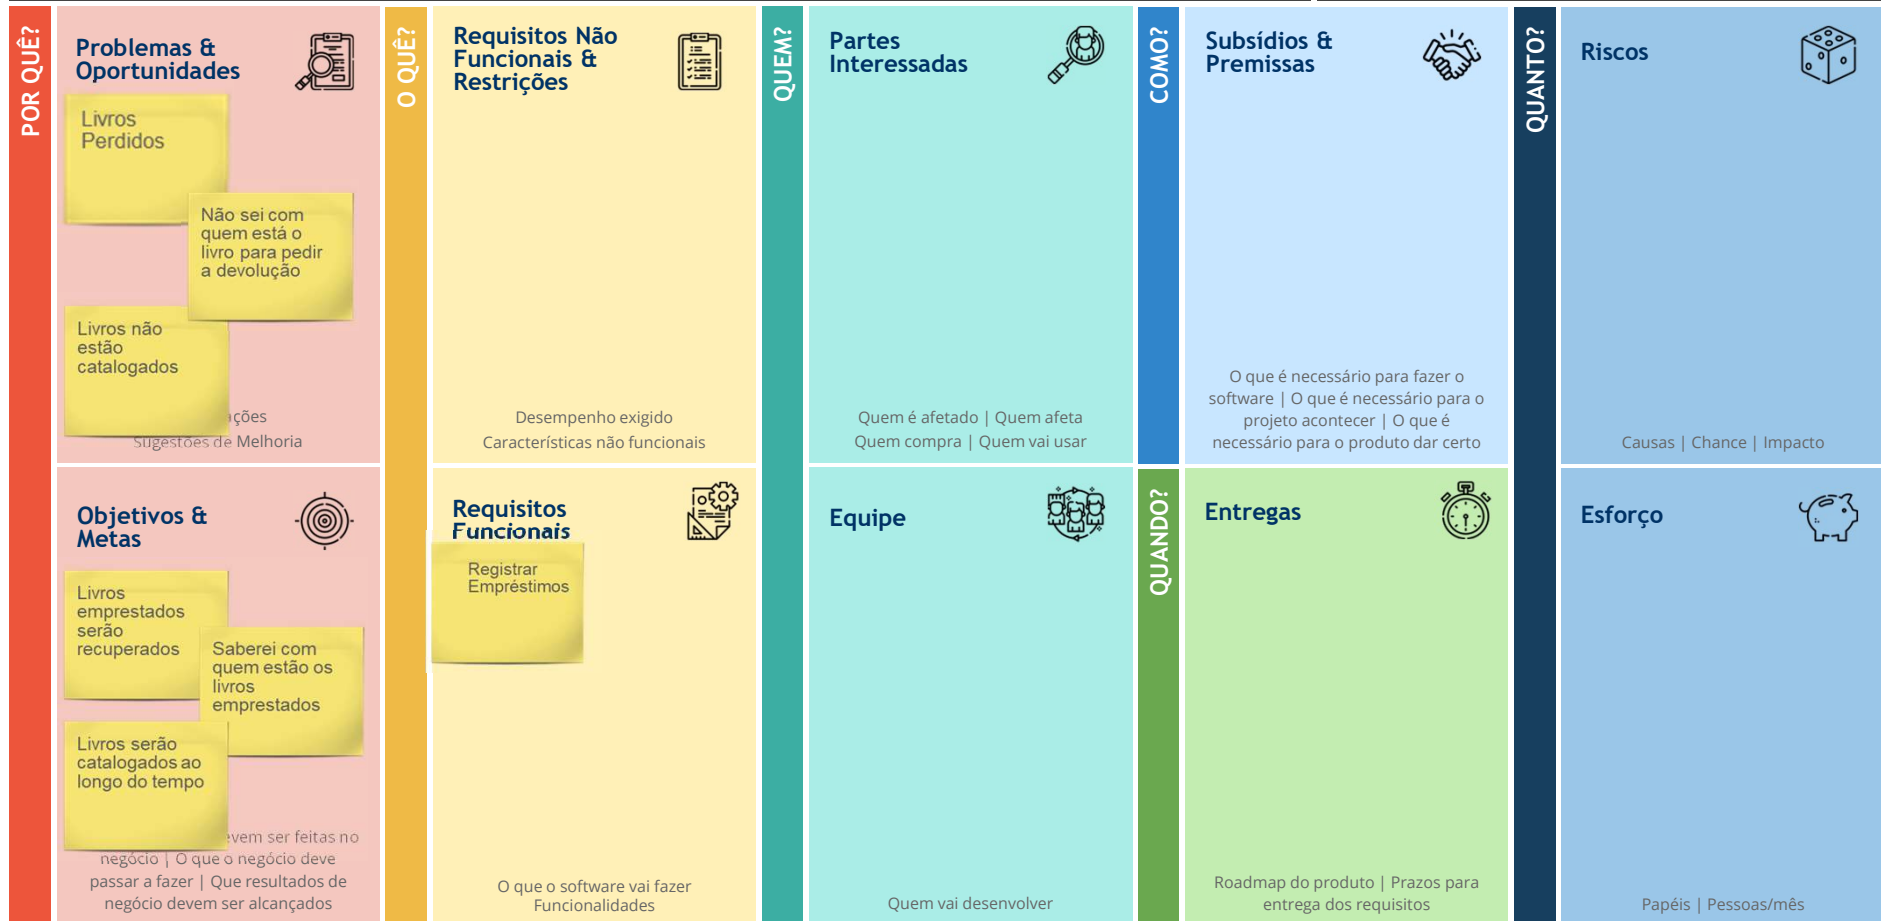 POR QUÊ?
Problemas &
Oportunidades
Livros
Perdidos
Não sei com
quem está o
livro para pedir
a devolução
Livros não
estão
catalogados
ções
Sugestões de Melhoria
Objetivos &
Metas
Livros
emprestados
serão
recuperados
Saberei com
quem estão os
livros
emprestados
Livros serão
catalogados ao
longo do tempo
evem ser feitas no
negócio | O que o negócio deve
passar a fazer | Que resultados de
negócio devem ser alcançados
O QUÊ?
Requisitos Não
Funcionais &
Restrições
Desempenho exigido
Características não funcionais
Requisitos
Funcionais
Registrar
Empréstimos
O que o software vai fazer
Funcionalidades
QUEM?
Partes
Interessadas
Quem é afetado | Quem afeta
Quem compra | Quem vai usar
Equipe
Quem vai desenvolver
COMO?
Subsídios &
Premissas
O que é necessário para fazer o
software | O que é necessário para o
projeto acontecer | O que é
necessário para o produto dar certo
QUANDO?
Entregas
Roadmap do produto | Prazos para
entrega dos requisitos
QUANTO?
Riscos
Causas | Chance | Impacto
Esforço
Papéis | Pessoas/mês